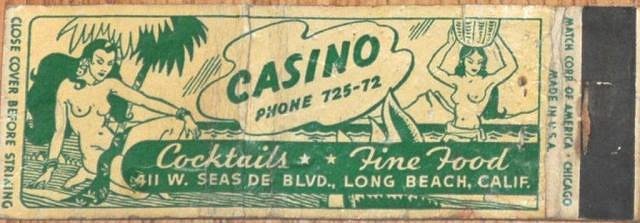 CLOSE COVER BEFORE STRIKING
CASINO
PHONE 725-72
Cocktails ★ ★ Fine Food
411 W. SEASIDE BLVD., LONG BEACH, CALIF.
MATCH CORP OF AMERICA • CHICAGO
MADE IN U.S.A.